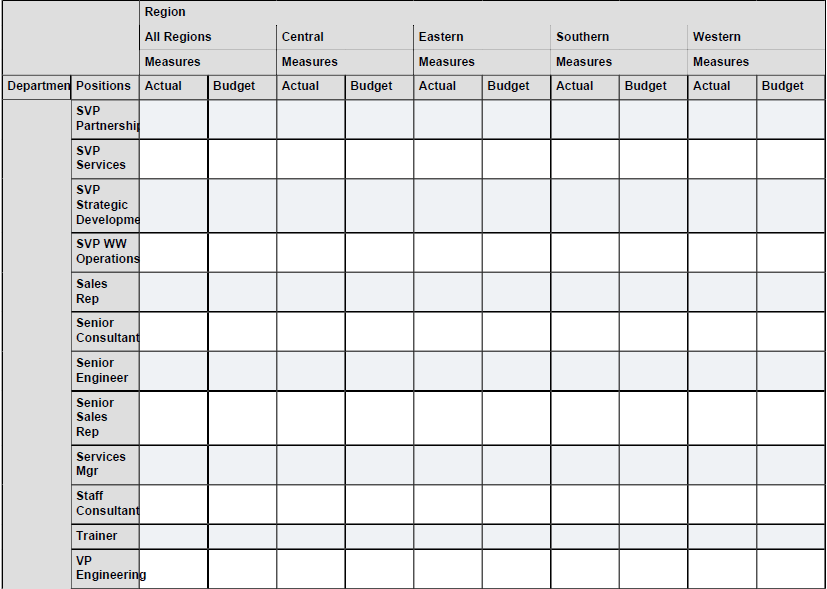 Region
All Regions Central Eastern Southern Western
Measures Measures Measures Measures Measures
Departmen Positions Actual Budget Actual Budget Actual Budget Actual Budget Actual Budget
SVP
Partnership
SVP
Services
SVP
Strategic
Developme
SVP WW
Operations
Sales
Rep
Senior
Consultant
Senior
Engineer
Senior
Sales
Rep
Services
Mgr
Staff
Consultant
Trainer
VP
Engineering